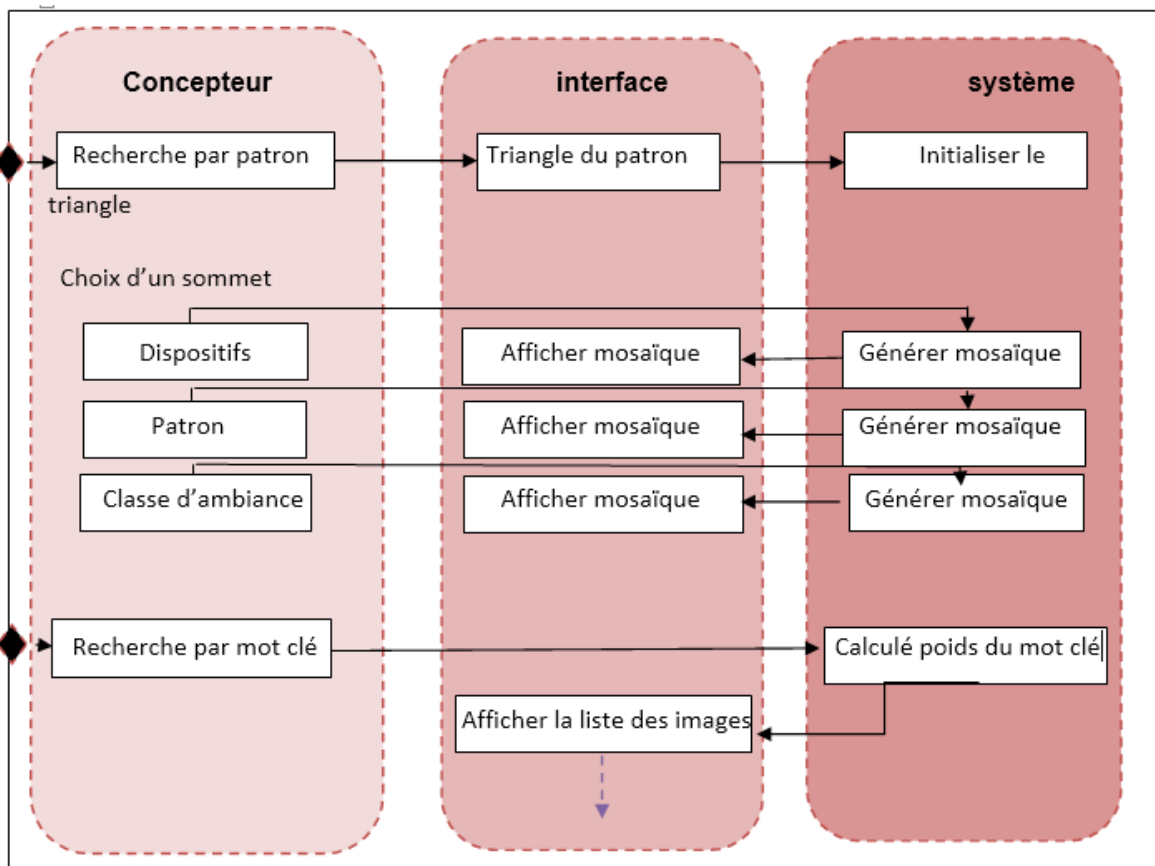 Concepteur
interface
système
Recherche par patron
Triangle du patron
Initialiser le
triangle
Choix d'un sommet
Dispositifs
Afficher mosaïque
Générer mosaïque
Patron
Afficher mosaïque
Générer mosaïque
Classe d'ambiance
Afficher mosaïque
Générer mosaïque
Recherche par mot clé
Calculé poids du mot clé
Afficher la liste des images